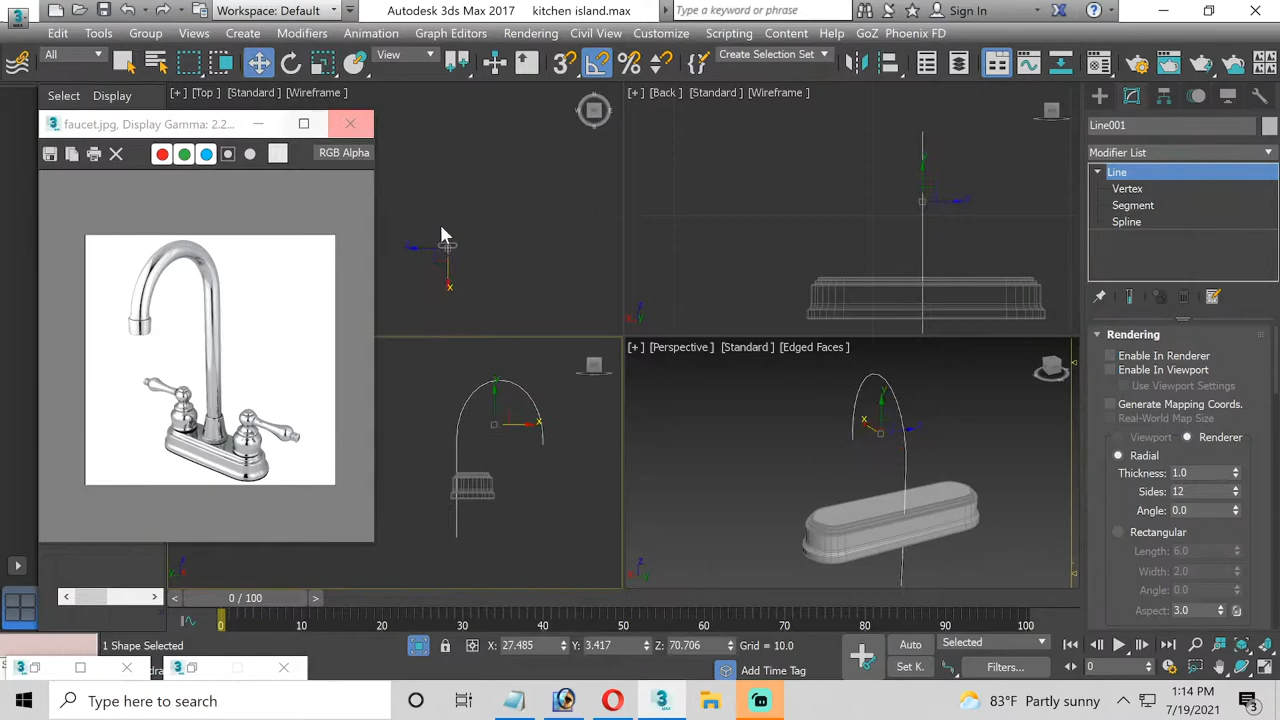 Workspace: Default
Autodesk 3ds Max 2017
kitchen island.max
Type a keyword or phrase
Sign In
Edit
Tools
Group
Views
Create
Modifiers
Animation
Graph Editors
Rendering
Civil View
Customize
Scripting
Content
Help
GoZ
Phoenix FD
All
View
Create Selection Set
Select
Display
[+] [Top] [Standard] [Wireframe]
[+] [Back] [Standard] [Wireframe]
Line001
faucet.jpg, Display Gamma: 2.2...
RGB Alpha
Modifier List
Line
Vertex
Segment
Spline
[+] [Perspective] [Standard] [Edged Faces]
Rendering
Enable In Renderer
Enable In Viewport
Use Viewport Settings
Generate Mapping Coords.
Real-World Map Size
Viewport
Renderer
Radial
Thickness: 1.0
Sides: 12
Angle: 0.0
Rectangular
Length: 6.0
Width: 2.0
Angle: 0.0
Aspect: 3.0
0 / 100
0 10 20 30 40 50 60 70 80 90 100
1 Shape Selected
X: 27.485
Y: 3.417
Z: 70.706
Grid = 10.0
Auto
Selected
Add Time Tag
Set K.
Filters...
0
Type here to search
83°F Partly sunny
1:14 PM
7/19/2021
3